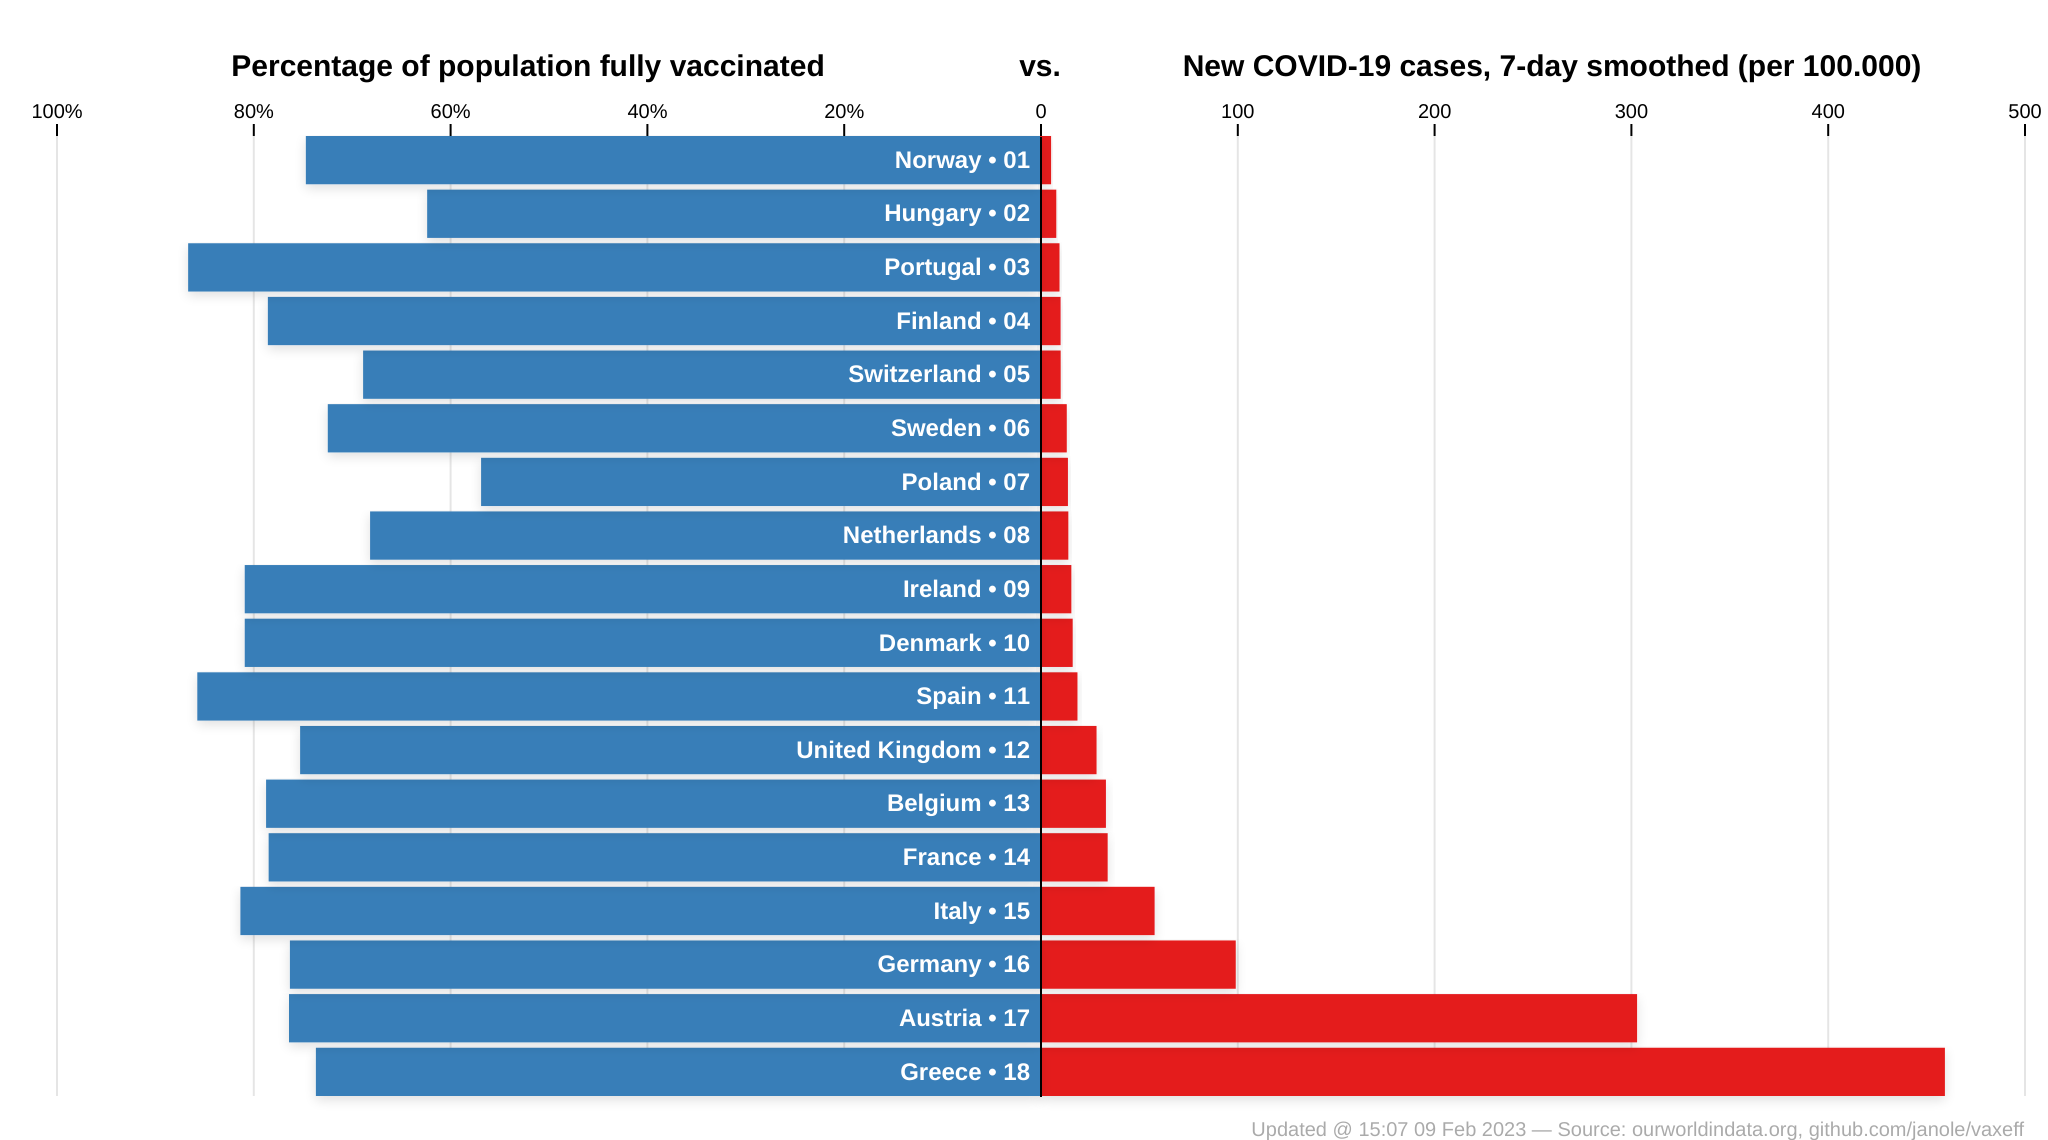 Percentage of population fully vaccinated vs. New COVID-19 cases, 7-day smoothed (per 100.000)
100% 80% 60% 40% 20% 0 100 200 300 400 500
Norway • 01
Hungary • 02
Portugal • 03
Finland • 04
Switzerland • 05
Sweden • 06
Poland • 07
Netherlands • 08
Ireland • 09
Denmark • 10
Spain • 11
United Kingdom • 12
Belgium • 13
France • 14
Italy • 15
Germany • 16
Austria • 17
Greece • 18
Updated @ 15:07 09 Feb 2023 — Source: ourworldindata.org, github.com/janole/vaxeff